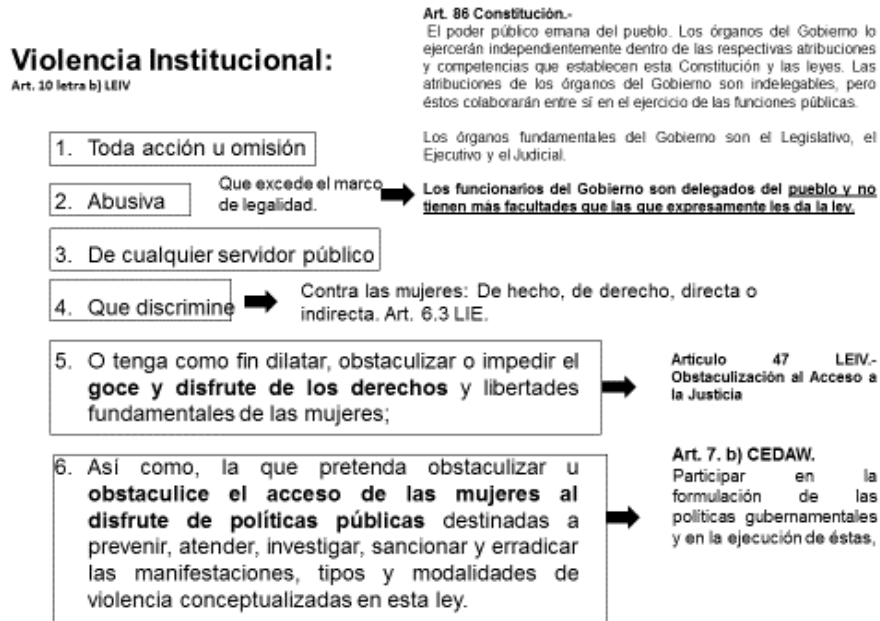 Violencia Institucional:
Art. 10 letra b) LEIV
Art. 86 Constitución.-
El poder público emana del pueblo. Los órganos del Gobierno lo
ejercerán independientemente dentro de las respectivas atribuciones
y competencias que establecen esta Constitución y las leyes. Las
atribuciones de los órganos del Gobierno son indelegables, pero
éstos colaborarán entre sí en el ejercicio de las funciones públicas.
Los órganos fundamentales del Gobierno son el Legislativo, el
Ejecutivo y el Judicial.
1. Toda acción u omisión
2. Abusiva
Que excede el marco
de legalidad.
Los funcionarios del Gobierno son delegados del pueblo y no
tienen más facultades que las que expresamente les da la ley.
3. De cualquier servidor público
4. Que discrimine
Contra las mujeres: De hecho, de derecho, directa o
indirecta. Art. 6.3 LIE.
5. O tenga como fin dilatar, obstaculizar o impedir el
goce y disfrute de los derechos y libertades
fundamentales de las mujeres;
Artículo 47 LEIV.-
Obstaculización al Acceso a
la Justicia
6. Así como, la que pretenda obstaculizar u
obstaculice el acceso de las mujeres al
disfrute de políticas públicas destinadas a
prevenir, atender, investigar, sancionar y erradicar
las manifestaciones, tipos y modalidades de
violencia conceptualizadas en esta ley.
Art. 7. b) CEDAW.
Participar en la
formulación de las
políticas gubernamentales
y en la ejecución de éstas,